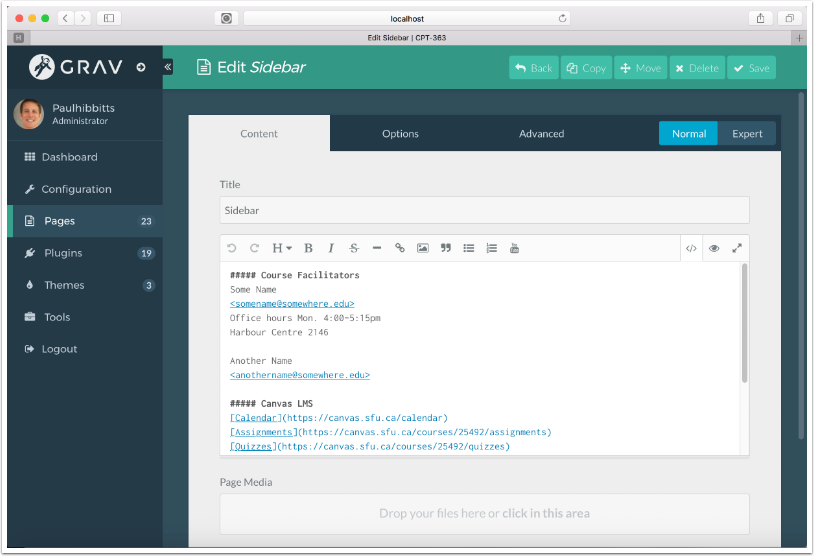 localhost
H
Edit Sidebar | CPT-363
GRAV
Edit Sidebar
Back
Copy
Move
Delete
Save
Paulhibbitts
Administrator
Dashboard
Configuration
Pages 23
Plugins 19
Themes 3
Tools
Logout
Content
Options
Advanced
Normal
Expert
Title
Sidebar
H B I S
##### Course Facilitators
Some Name
<somename@somewhere.edu>
Office hours Mon. 4:00-5:15pm
Harbour Centre 2146
Another Name
<anothername@somewhere.edu>
##### Canvas LMS
[Calendar](https://canvas.sfu.ca/calendar)
[Assignments](https://canvas.sfu.ca/courses/25492/assignments)
[Quizzes](https://canvas.sfu.ca/courses/25492/quizzes)
Page Media
Drop your files here or click in this area